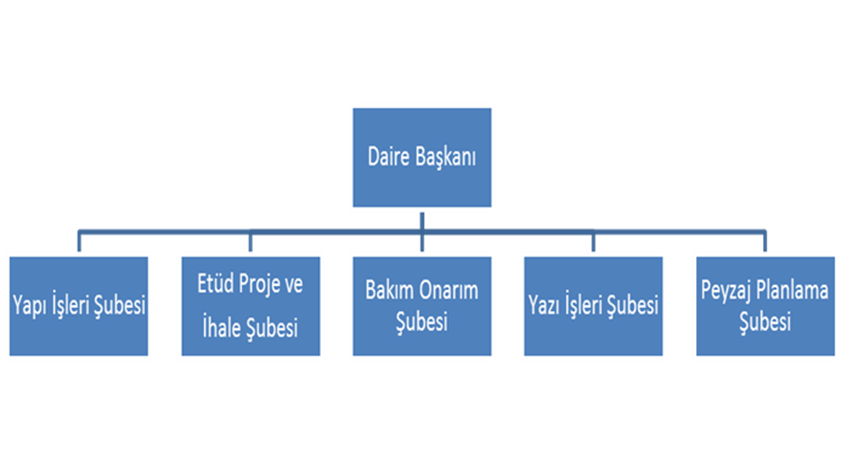 Daire Başkanı
Yapı İşleri Şubesi
Etüd Proje ve
İhale Şubesi
Bakım Onarım
Şubesi
Yazı İşleri Şubesi
Peyzaj Planlama
Şubesi